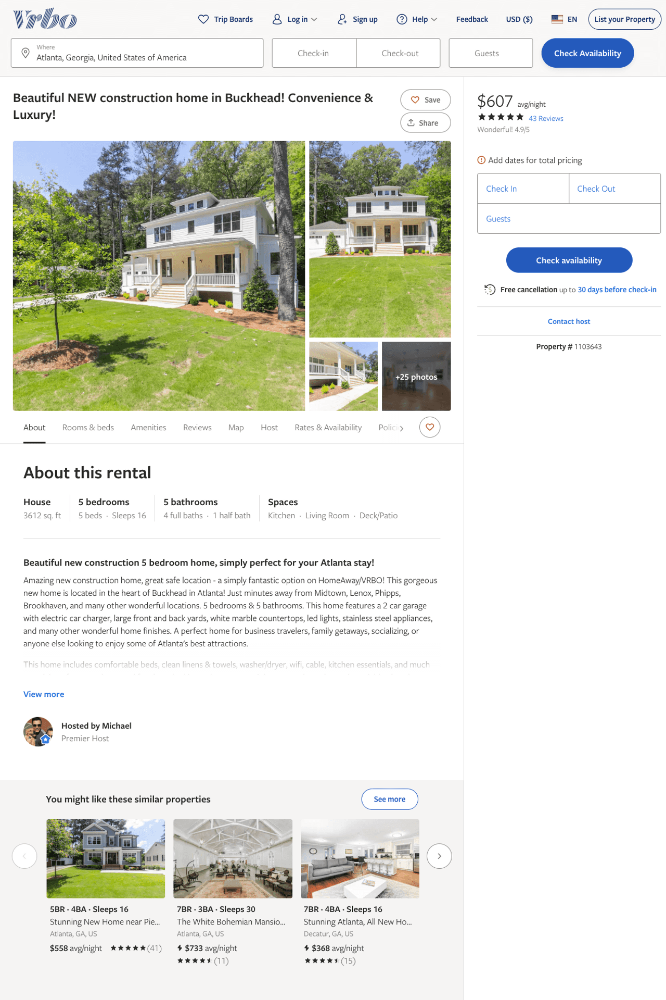 Vrbo
Trip Boards
Log in
Sign up
Help
Feedback
USD ($)
EN
List your Property
Where
Atlanta, Georgia, United States of America
Check-in
Check-out
Guests
Check Availability
Beautiful NEW construction home in Buckhead! Convenience &
Luxury!
Save
Share
+25 photos
$607 avg/night
43 Reviews
Wonderful! 4.9/5
Add dates for total pricing
Check In
Check Out
Guests
Check availability
Free cancellation up to 30 days before check-in
Contact host
Property # 1103643
About
Rooms & beds
Amenities
Reviews
Map
Host
Rates & Availability
Polici
About this rental
House
3612 sq. ft
5 bedrooms
5 beds · Sleeps 16
5 bathrooms
4 full baths · 1 half bath
Spaces
Kitchen · Living Room · Deck/Patio
Beautiful new construction 5 bedroom home, simply perfect for your Atlanta stay!
Amazing new construction home, great safe location - a simply fantastic option on HomeAway/VRBO! This gorgeous
new home is located in the heart of Buckhead in Atlanta! Just minutes away from Midtown, Lenox, Phipps,
Brookhaven, and many other wonderful locations. 5 bedrooms & 5 bathrooms. This home features a 2 car garage
with electric car charger, large front and back yards, white marble countertops, led lights, stainless steel appliances,
and many other wonderful home finishes. A perfect home for business travelers, family getaways, socializing, or
anyone else looking to enjoy some of Atlanta's best attractions.
This home includes comfortable beds, clean linens & towels, washer/dryer, wifi, cable, kitchen essentials, and much
View more
Hosted by Michael
Premier Host
You might like these similar properties
See more
5BR · 4BA · Sleeps 16
Stunning New Home near Pie...
Atlanta, GA, US
$558 avg/night
(41)
7BR · 3BA · Sleeps 30
The White Bohemian Mansio...
Atlanta, GA, US
$733 avg/night
(11)
7BR · 4BA · Sleeps 16
Stunning Atlanta, All New Ho...
Decatur, GA, US
$368 avg/night
(15)